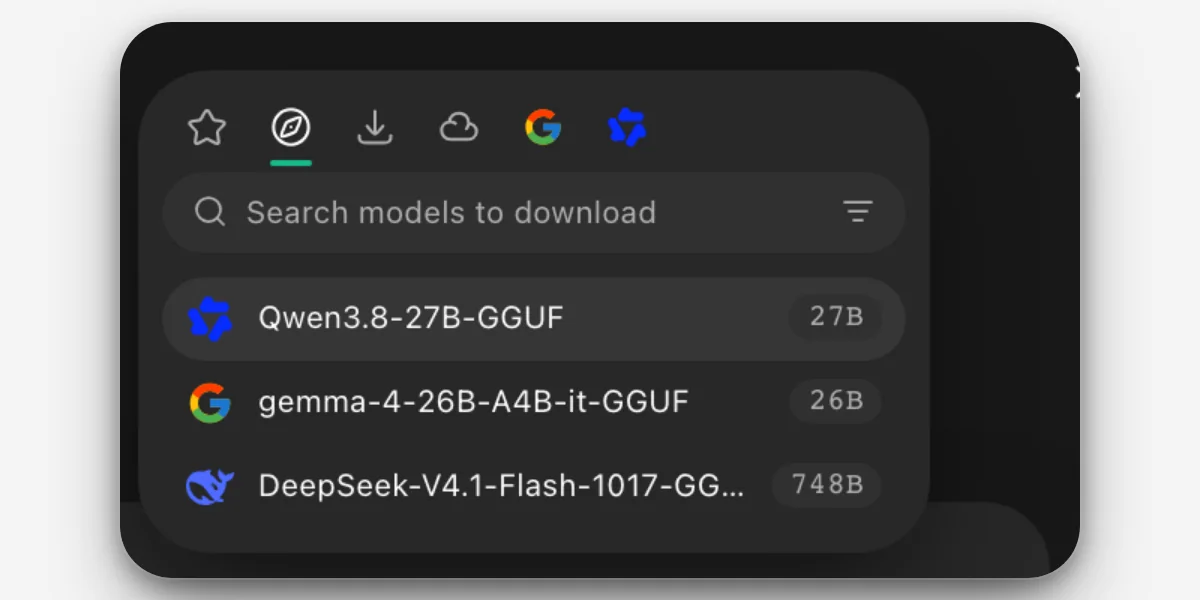 Search models to download
Qwen3.8-27B-GGUF 27B
gemma-4-26B-A4B-it-GGUF 26B
DeepSeek-V4.1-Flash-1017-GG... 748B